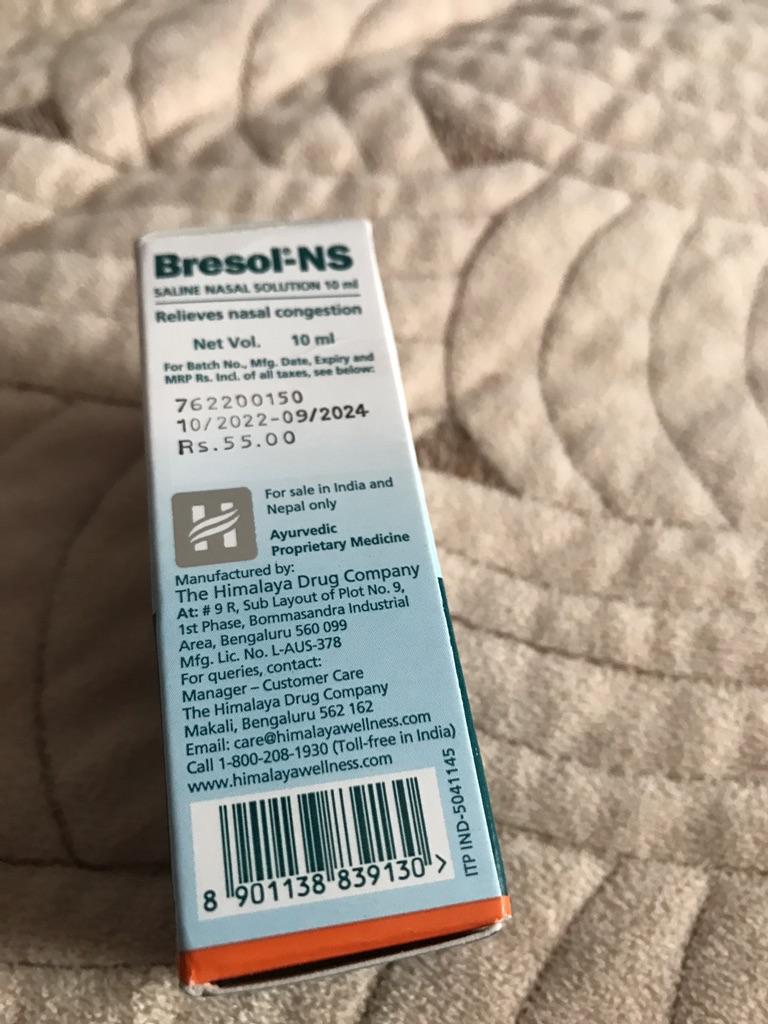 Bresol®-NS
SALINE NASAL SOLUTION 10 ml
Relieves nasal congestion
Net Vol. 10 ml
For Batch No., Mfg. Date, Expiry and
MRP Rs. Incl. of all taxes, see below:
762200150
10/2022-09/2024
Rs.55.00
For sale in India and
Nepal only
Ayurvedic
Proprietary Medicine
Manufactured by:
The Himalaya Drug Company
At: # 9 R, Sub Layout of Plot No. 9,
1st Phase, Bommasandra Industrial
Area, Bengaluru 560 099
Mfg. Lic. No. L-AUS-378
For queries, contact:
Manager – Customer Care
The Himalaya Drug Company
Makali, Bengaluru 562 162
Email: care@himalayawellness.com
Call 1-800-208-1930 (Toll-free in India)
www.himalayawellness.com
ITP IND-5041145
8 901138 839130 >